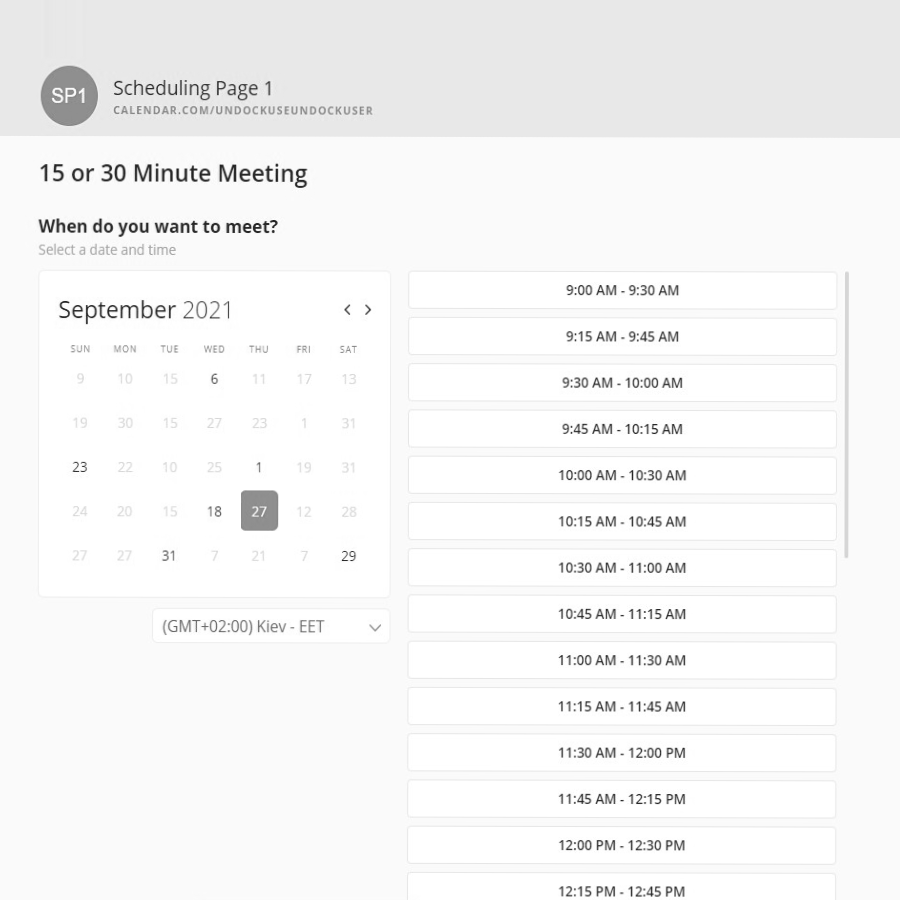 SP1
Scheduling Page 1
CALENDAR.COM/UNDOCKUSEUNDOCKUSER
15 or 30 Minute Meeting
When do you want to meet?
Select a date and time
September 2021
SUN MON TUE WED THU FRI SAT
9 10 15 6 11 17 13
19 30 15 27 23 1 31
23 22 10 25 1 19 31
24 20 15 18 27 12 28
27 27 31 7 21 7 29
(GMT+02:00) Kiev - EET
9:00 AM - 9:30 AM
9:15 AM - 9:45 AM
9:30 AM - 10:00 AM
9:45 AM - 10:15 AM
10:00 AM - 10:30 AM
10:15 AM - 10:45 AM
10:30 AM - 11:00 AM
10:45 AM - 11:15 AM
11:00 AM - 11:30 AM
11:15 AM - 11:45 AM
11:30 AM - 12:00 PM
11:45 AM - 12:15 PM
12:00 PM - 12:30 PM
12:15 PM - 12:45 PM